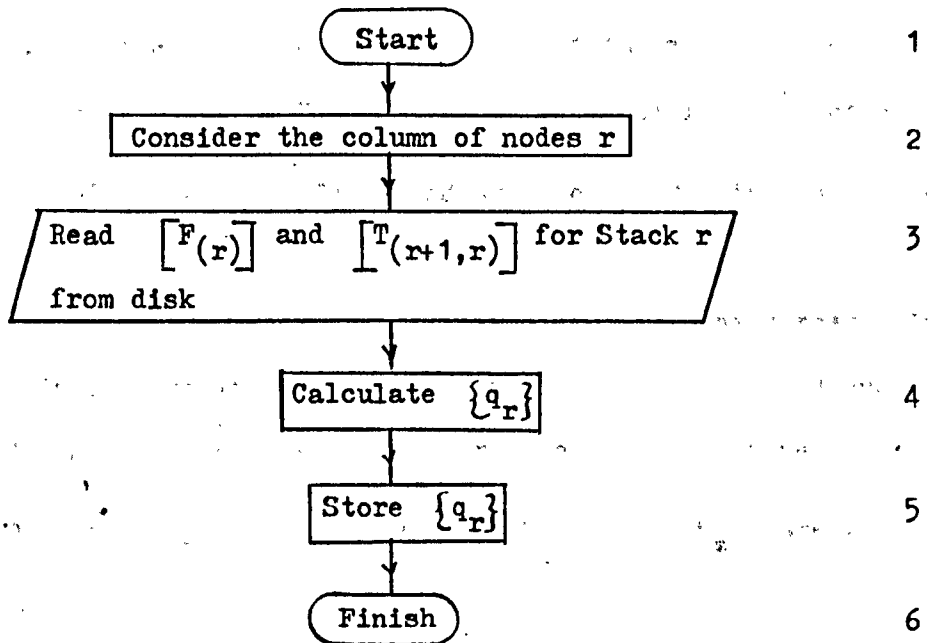 Start 1
Consider the column of nodes r 2
Read [F(r)] and [T(r+1,r)] for Stack r 3
from disk
Calculate {q_r} 4
Store {q_r} 5
Finish 6